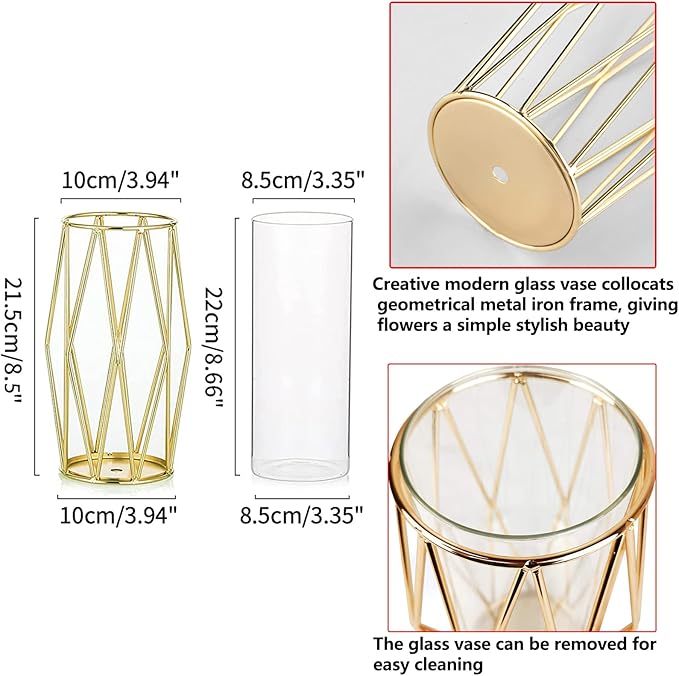 10cm/3.94"
8.5cm/3.35"
21.5cm/8.5"
22cm/8.66"
10cm/3.94"
8.5cm/3.35"
Creative modern glass vase collocats
geometrical metal iron frame, giving
flowers a simple stylish beauty
The glass vase can be removed for
easy cleaning